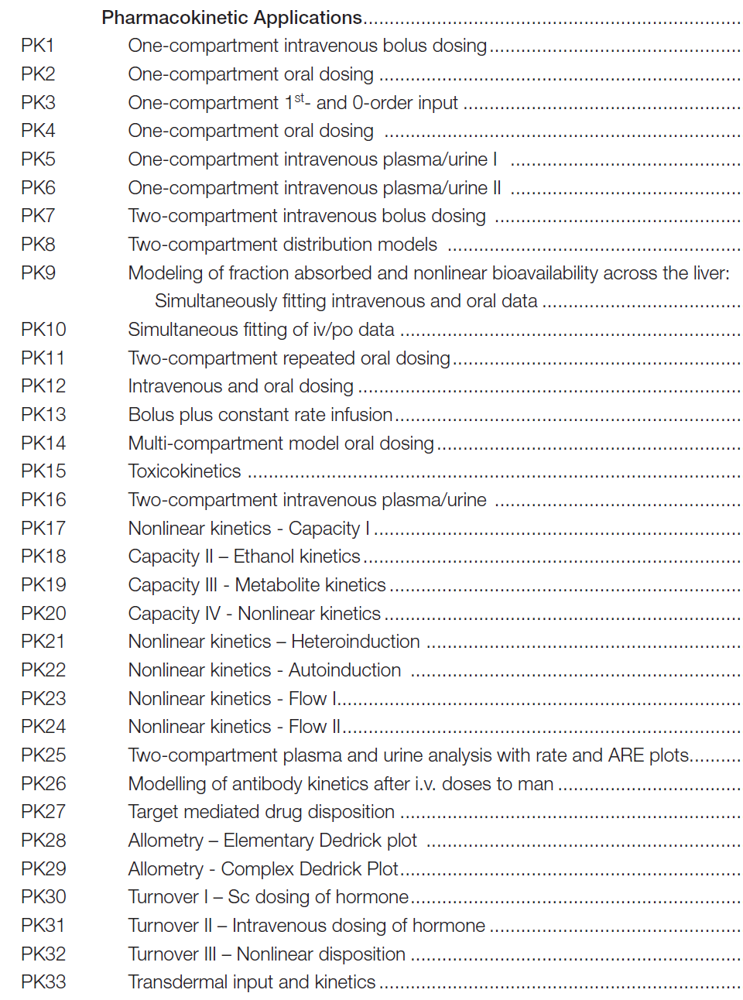 Pharmacokinetic Applications................................................................................
PK1 One-compartment intravenous bolus dosing................................................
PK2 One-compartment oral dosing .....................................................................
PK3 One-compartment 1st- and 0-order input .....................................................
PK4 One-compartment oral dosing ....................................................................
PK5 One-compartment intravenous plasma/urine I ............................................
PK6 One-compartment intravenous plasma/urine II ............................................
PK7 Two-compartment intravenous bolus dosing ...............................................
PK8 Two-compartment distribution models ........................................................
PK9 Modeling of fraction absorbed and nonlinear bioavailability across the liver:
Simultaneously fitting intravenous and oral data ......................................
PK10 Simultaneous fitting of iv/po data .................................................................
PK11 Two-compartment repeated oral dosing.......................................................
PK12 Intravenous and oral dosing .........................................................................
PK13 Bolus plus constant rate infusion..................................................................
PK14 Multi-compartment model oral dosing..........................................................
PK15 Toxicokinetics ..............................................................................................
PK16 Two-compartment intravenous plasma/urine ...............................................
PK17 Nonlinear kinetics - Capacity I ......................................................................
PK18 Capacity II – Ethanol kinetics........................................................................
PK19 Capacity III - Metabolite kinetics ...................................................................
PK20 Capacity IV - Nonlinear kinetics ....................................................................
PK21 Nonlinear kinetics – Heteroinduction ............................................................
PK22 Nonlinear kinetics - Autoinduction ...............................................................
PK23 Nonlinear kinetics - Flow I.............................................................................
PK24 Nonlinear kinetics - Flow II............................................................................
PK25 Two-compartment plasma and urine analysis with rate and ARE plots..........
PK26 Modelling of antibody kinetics after i.v. doses to man ...................................
PK27 Target mediated drug disposition .................................................................
PK28 Allometry – Elementary Dedrick plot ............................................................
PK29 Allometry - Complex Dedrick Plot.................................................................
PK30 Turnover I – Sc dosing of hormone...............................................................
PK31 Turnover II – Intravenous dosing of hormone ................................................
PK32 Turnover III – Nonlinear disposition ...............................................................
PK33 Transdermal input and kinetics .....................................................................